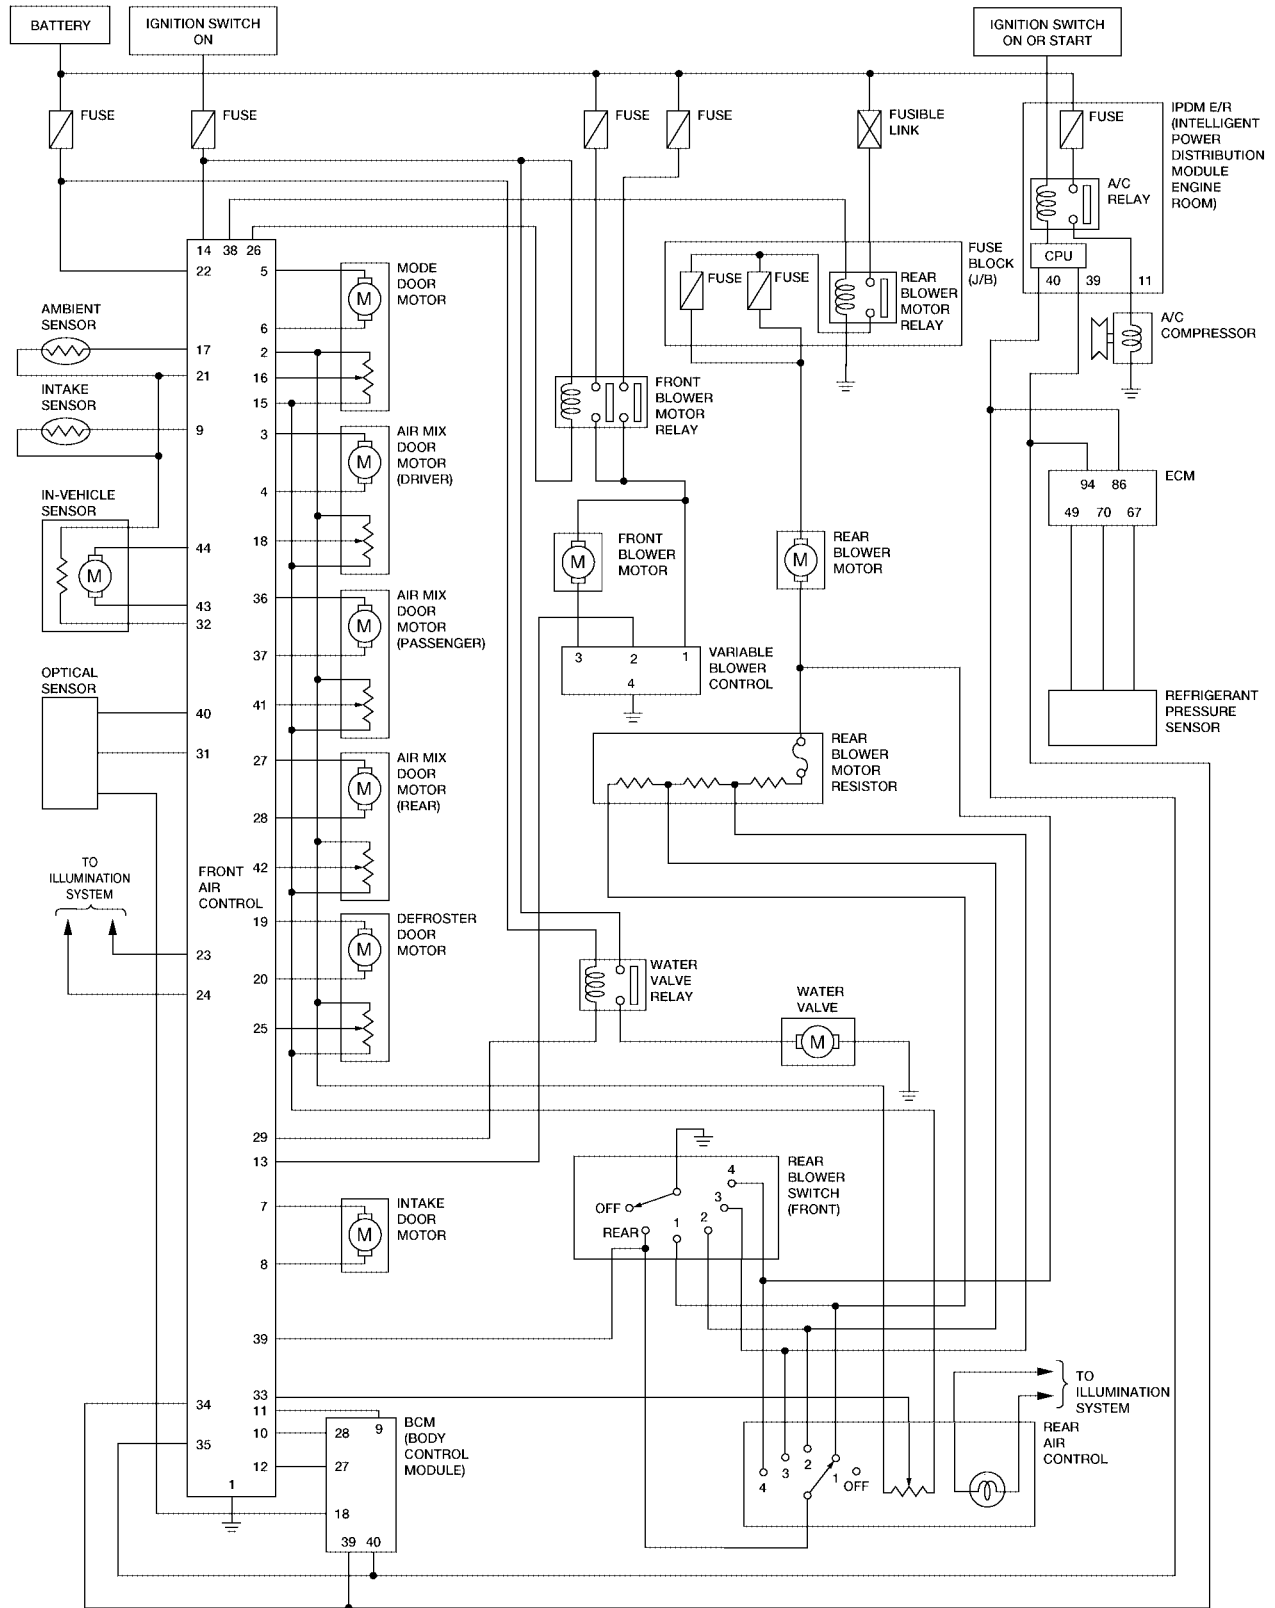 BATTERY
IGNITION SWITCH
ON
IGNITION SWITCH
ON OR START
FUSE
FUSE
FUSE
FUSE
FUSIBLE
LINK
FUSE
IPDM E/R
(INTELLIGENT
POWER
DISTRIBUTION
MODULE
ENGINE
ROOM)
A/C
RELAY
CPU
40
39
11
A/C
COMPRESSOR
14
38
26
22
5
MODE
DOOR
MOTOR
M
6
2
16
15
FUSE
FUSE
FUSE
BLOCK
(J/B)
REAR
BLOWER
MOTOR
RELAY
AMBIENT
SENSOR
17
21
INTAKE
SENSOR
9
FRONT
BLOWER
MOTOR
RELAY
3
AIR MIX
DOOR
MOTOR
(DRIVER)
M
4
18
IN-VEHICLE
SENSOR
44
M
43
32
94
86
ECM
49
70
67
M
FRONT
BLOWER
MOTOR
M
REAR
BLOWER
MOTOR
36
AIR MIX
DOOR
MOTOR
(PASSENGER)
M
37
41
3
2
1
4
VARIABLE
BLOWER
CONTROL
OPTICAL
SENSOR
40
31
REFRIGERANT
PRESSURE
SENSOR
REAR
BLOWER
MOTOR
RESISTOR
27
AIR MIX
DOOR
MOTOR
(REAR)
M
28
42
FRONT
AIR
CONTROL
TO
ILLUMINATION
SYSTEM
23
24
19
DEFROSTER
DOOR
MOTOR
M
20
25
WATER
VALVE
RELAY
WATER
VALVE
M
29
13
REAR
BLOWER
SWITCH
(FRONT)
OFF
REAR
1
2
3
4
7
INTAKE
DOOR
MOTOR
M
8
39
33
34
11
10
35
12
1
BCM
(BODY
CONTROL
MODULE)
9
28
27
18
39
40
TO
ILLUMINATION
SYSTEM
REAR
AIR
CONTROL
4
3
2
1
OFF